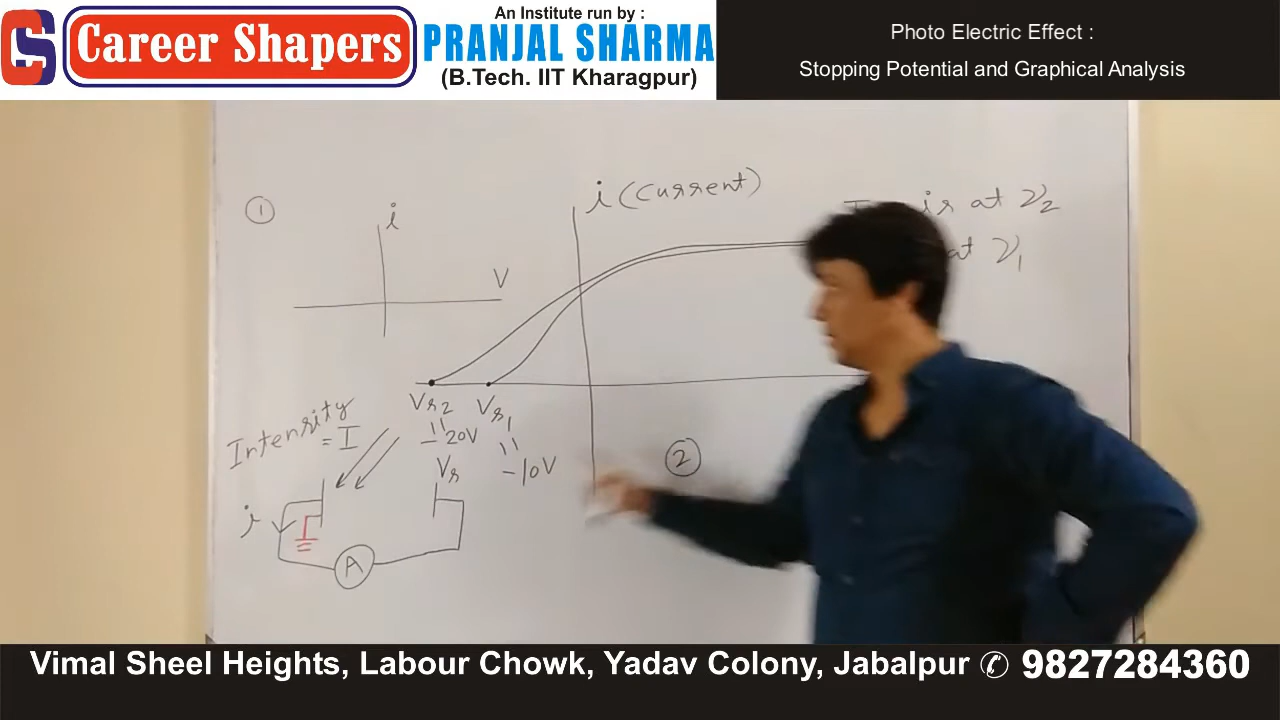 Career Shapers
An Institute run by :
PRANJAL SHARMA
(B.Tech. IIT Kharagpur)
Photo Electric Effect :
Stopping Potential and Graphical Analysis
①
i
V
i (Current)
is at ν₂
at ν₁
Vs₂
Vs₁
= -20V
= -10V
Intensity
= I
Vs
i
A
②
Vimal Sheel Heights, Labour Chowk, Yadav Colony, Jabalpur ✆ 9827284360